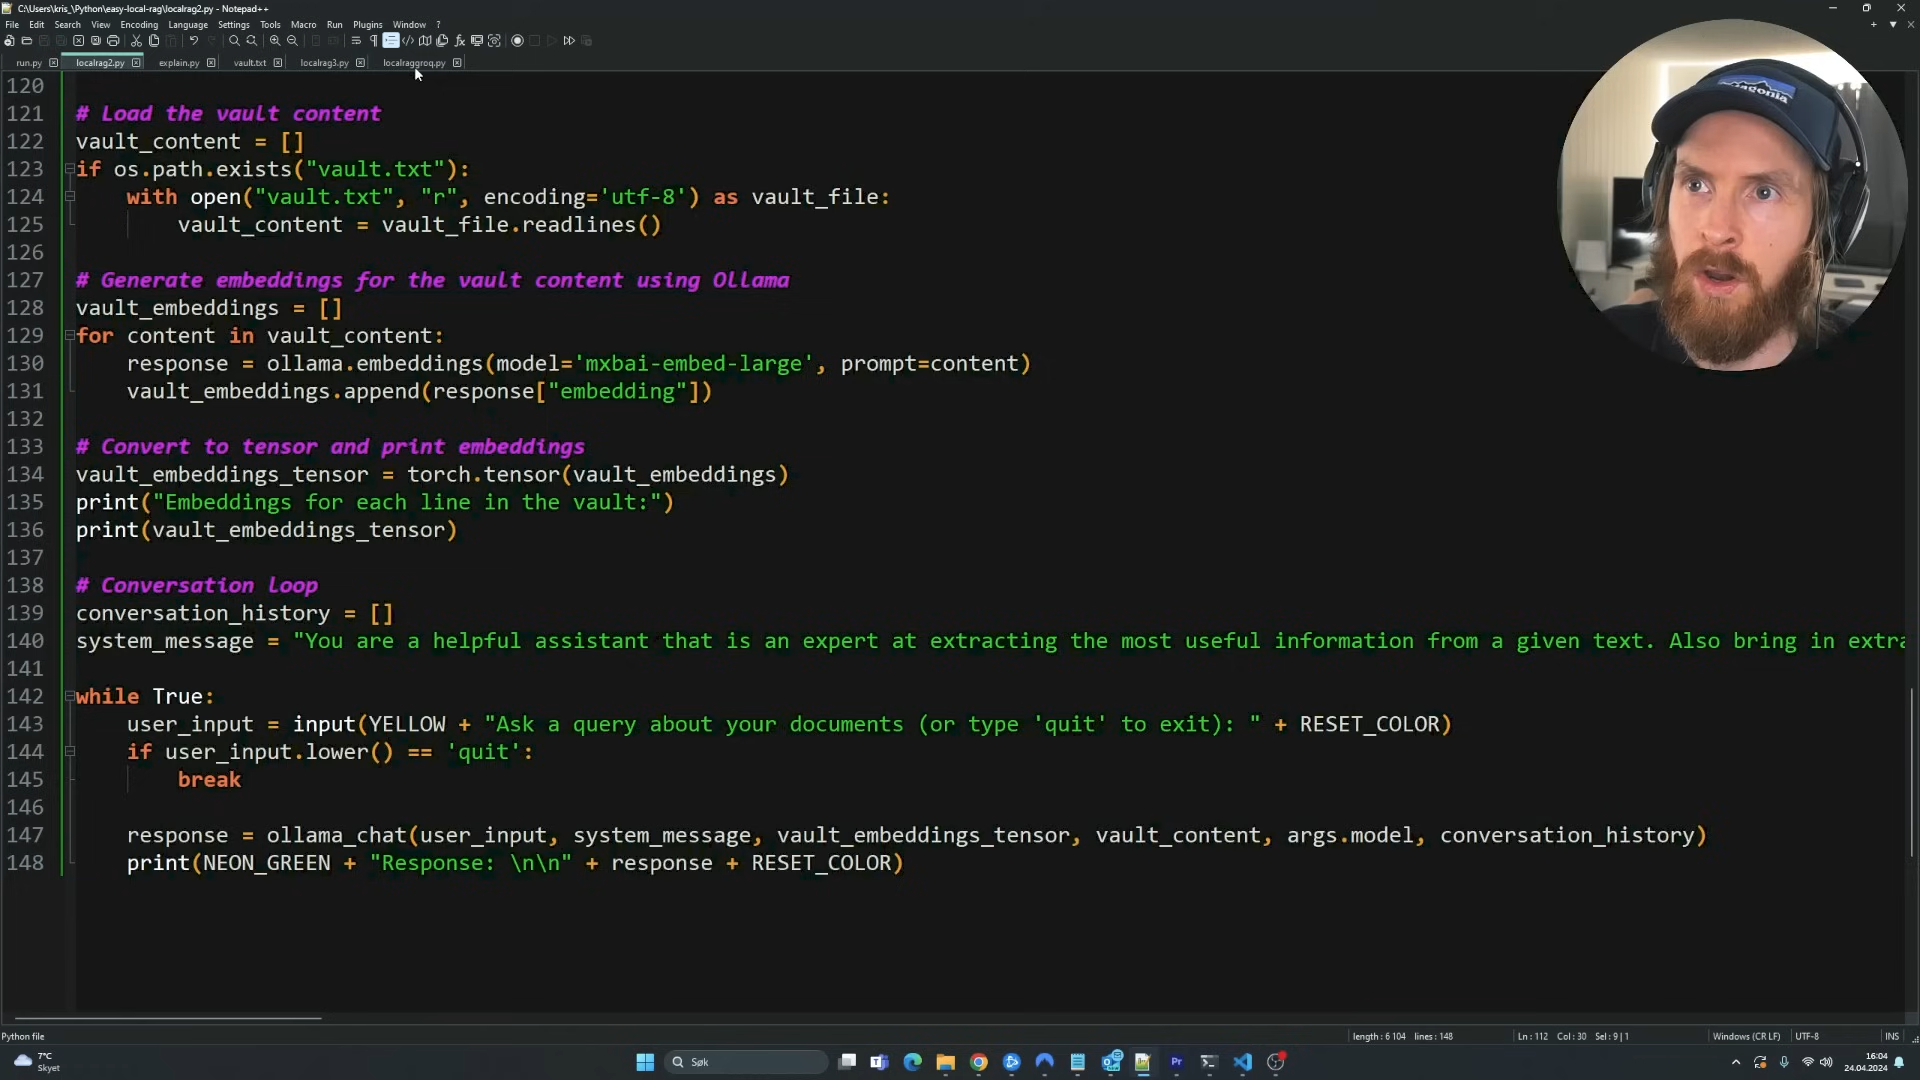 C:\Users\kris_\Python\easy-local-rag\localrag2.py - Notepad++
File Edit Search View Encoding Language Settings Tools Macro Run Plugins Window ?
run.py localrag2.py explain.py vault.txt localrag3.py localraggroq.py
120
121 # Load the vault content
122 vault_content = []
123 if os.path.exists("vault.txt"):
124 with open("vault.txt", "r", encoding='utf-8') as vault_file:
125 vault_content = vault_file.readlines()
126
127 # Generate embeddings for the vault content using Ollama
128 vault_embeddings = []
129 for content in vault_content:
130 response = ollama.embeddings(model='mxbai-embed-large', prompt=content)
131 vault_embeddings.append(response["embedding"])
132
133 # Convert to tensor and print embeddings
134 vault_embeddings_tensor = torch.tensor(vault_embeddings)
135 print("Embeddings for each line in the vault:")
136 print(vault_embeddings_tensor)
137
138 # Conversation loop
139 conversation_history = []
140 system_message = "You are a helpful assistant that is an expert at extracting the most useful information from a given text. Also bring in extra
141
142 while True:
143 user_input = input(YELLOW + "Ask a query about your documents (or type 'quit' to exit): " + RESET_COLOR)
144 if user_input.lower() == 'quit':
145 break
146
147 response = ollama_chat(user_input, system_message, vault_embeddings_tensor, vault_content, args.model, conversation_history)
148 print(NEON_GREEN + "Response: \n\n" + response + RESET_COLOR)
patagonia
Python file length : 6 104 lines : 148 Ln : 112 Col : 30 Sel : 9 | 1 Windows (CR LF) UTF-8 INS
7°C
Skyet
Søk
16:04
24.04.2024